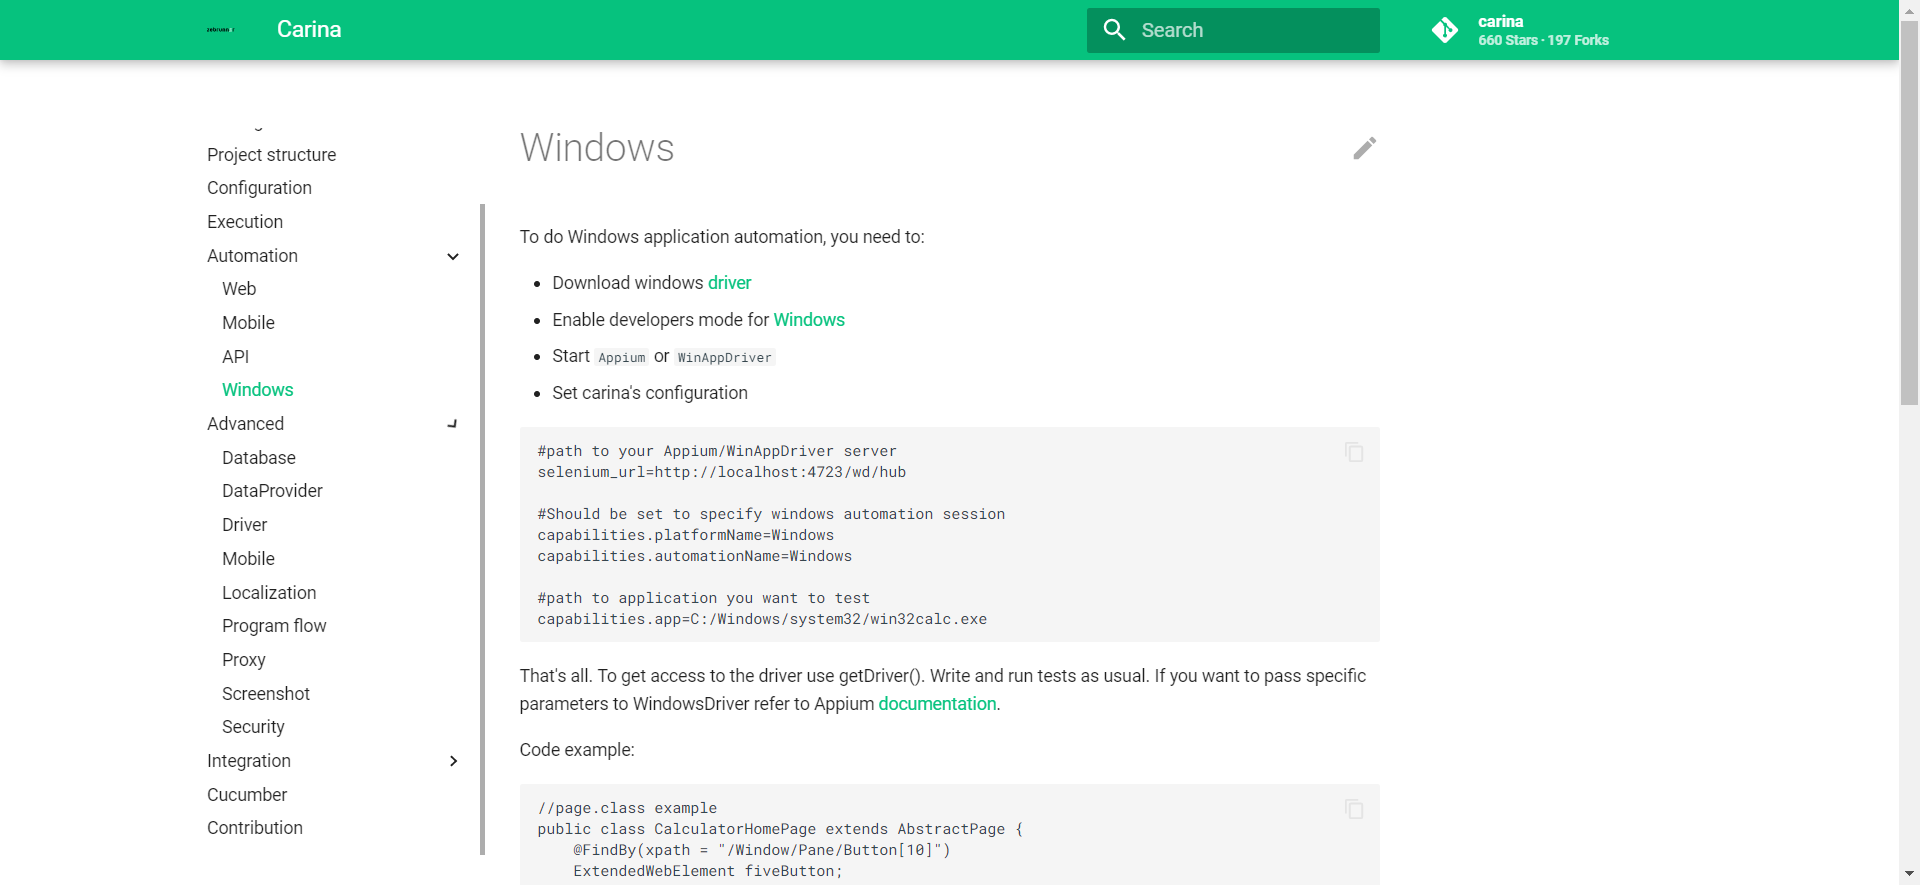 zebrunner
Carina
Search
carina
660 Stars · 197 Forks
Project structure
Configuration
Execution
Automation
Web
Mobile
API
Windows
Advanced
Database
DataProvider
Driver
Mobile
Localization
Program flow
Proxy
Screenshot
Security
Integration
Cucumber
Contribution
Windows
To do Windows application automation, you need to:
Download windows driver
Enable developers mode for Windows
Start Appium or WinAppDriver
Set carina's configuration
#path to your Appium/WinAppDriver server
selenium_url=http://localhost:4723/wd/hub
#Should be set to specify windows automation session
capabilities.platformName=Windows
capabilities.automationName=Windows
#path to application you want to test
capabilities.app=C:/Windows/system32/win32calc.exe
That's all. To get access to the driver use getDriver(). Write and run tests as usual. If you want to pass specific
parameters to WindowsDriver refer to Appium documentation.
Code example:
//page.class example
public class CalculatorHomePage extends AbstractPage {
    @FindBy(xpath = "/Window/Pane/Button[10]")
    ExtendedWebElement fiveButton;